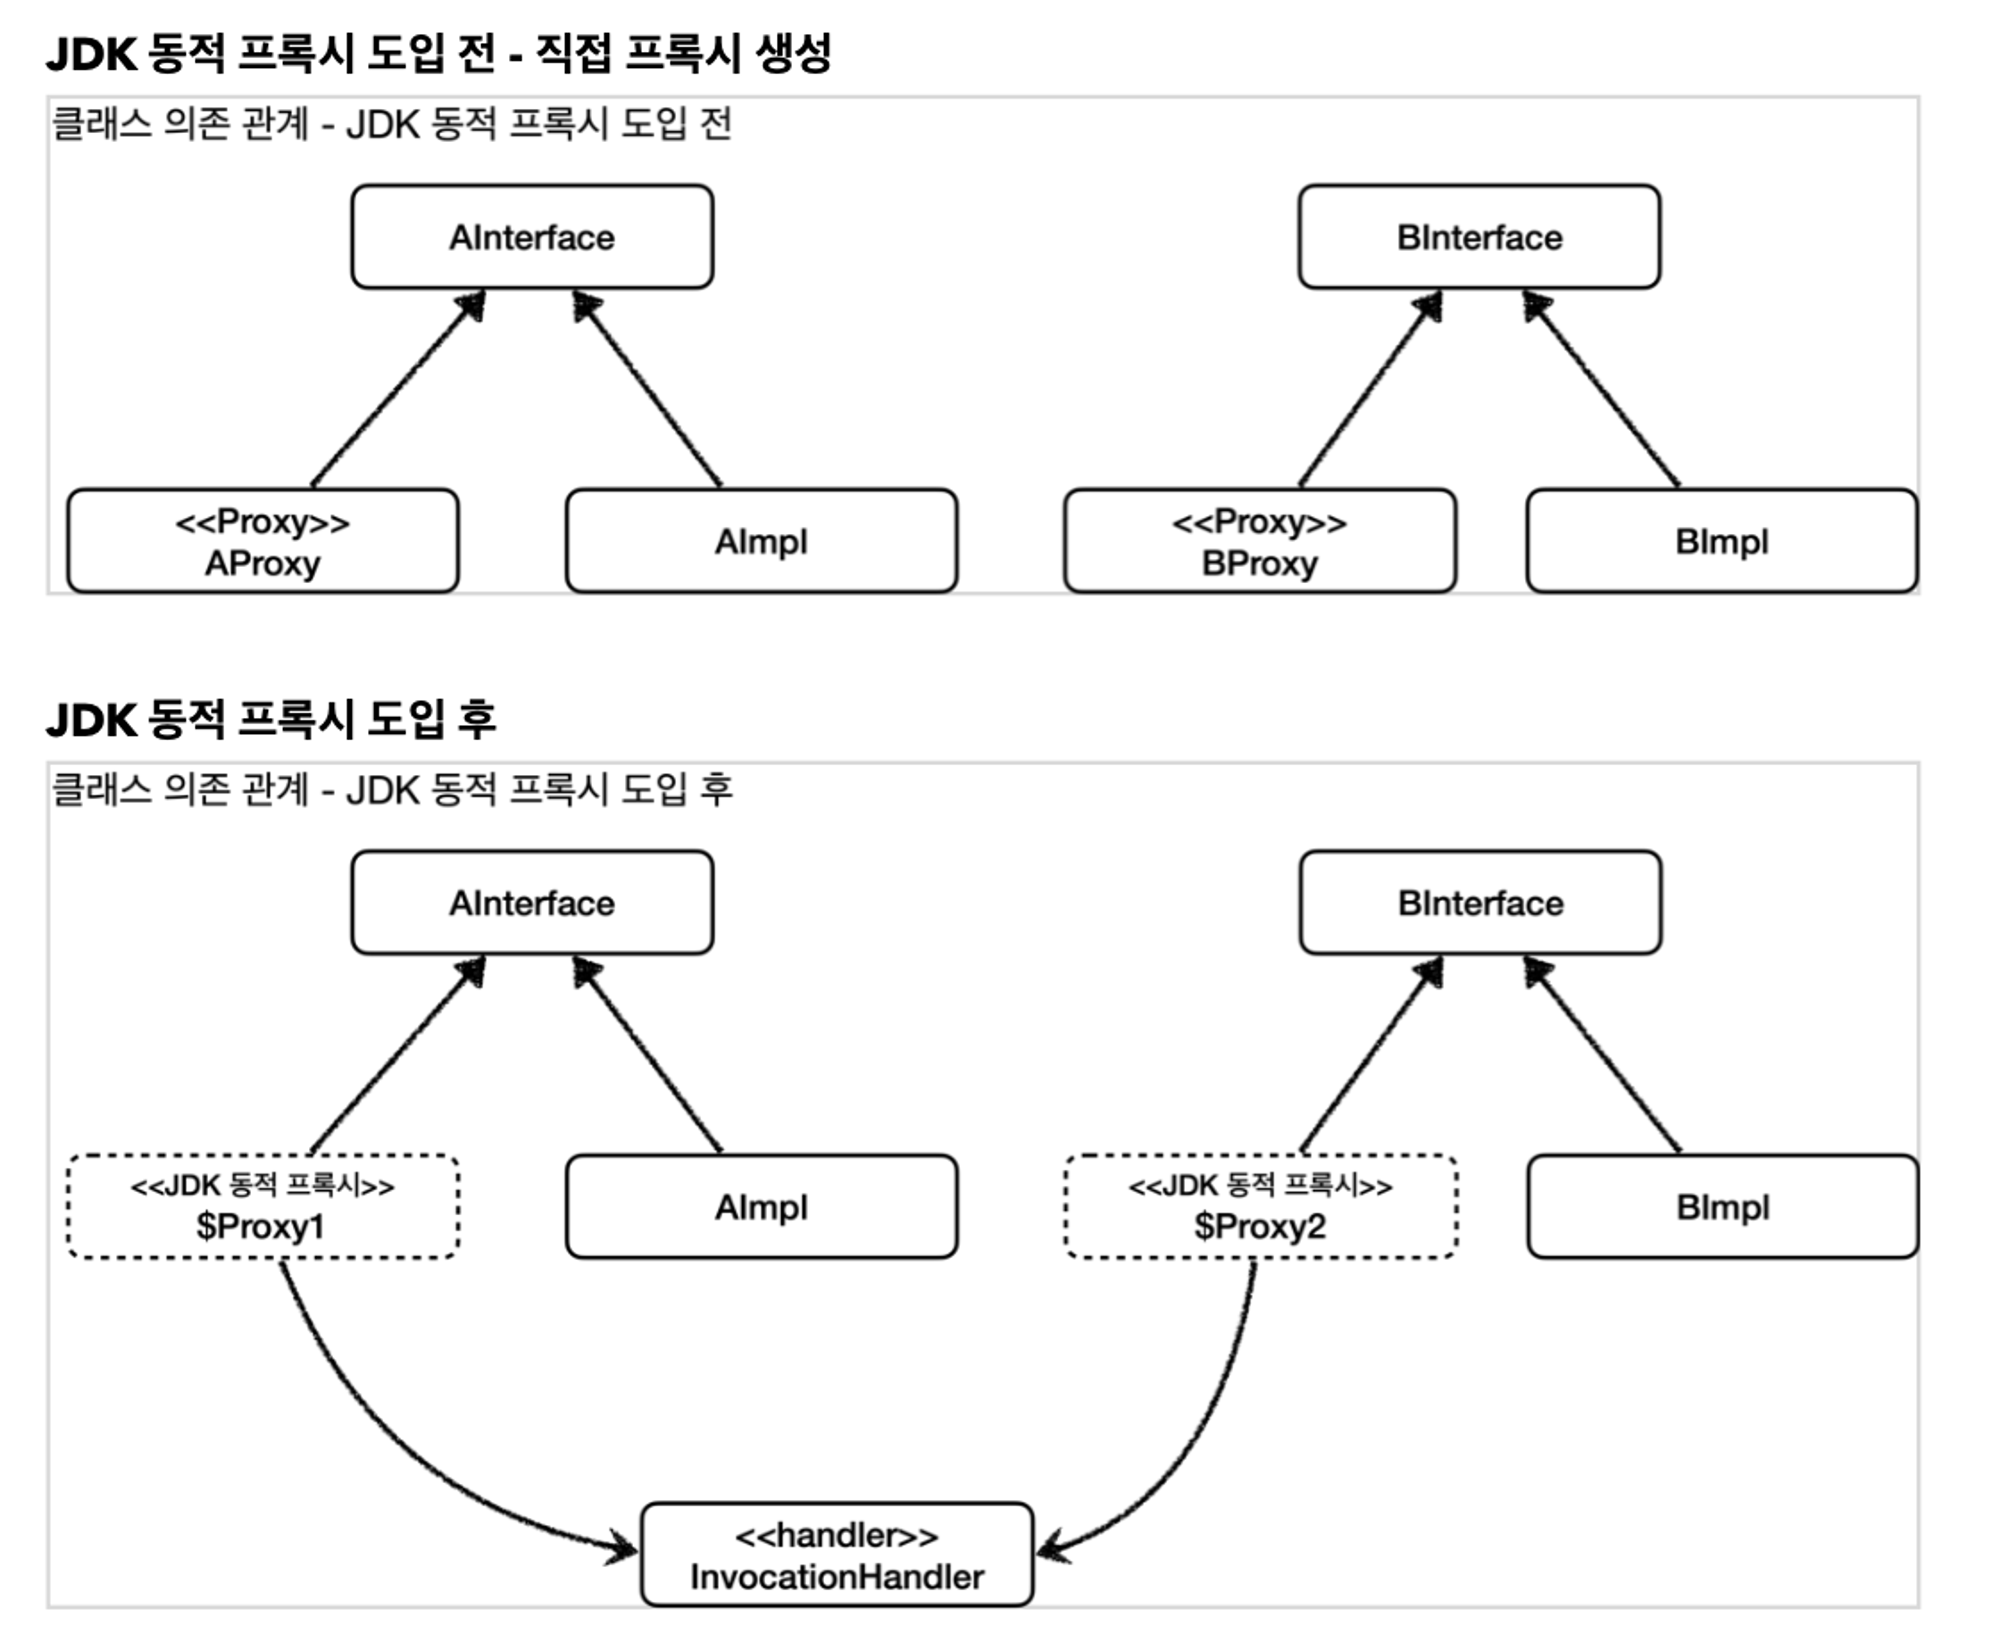 JDK 동적 프록시 도입 전 - 직접 프록시 생성
클래스 의존 관계 - JDK 동적 프록시 도입 전
AInterface
BInterface
<<Proxy>>
AProxy
AImpl
<<Proxy>>
BProxy
BImpl
JDK 동적 프록시 도입 후
클래스 의존 관계 - JDK 동적 프록시 도입 후
AInterface
BInterface
<<JDK 동적 프록시>>
$Proxy1
AImpl
<<JDK 동적 프록시>>
$Proxy2
BImpl
<<handler>>
InvocationHandler